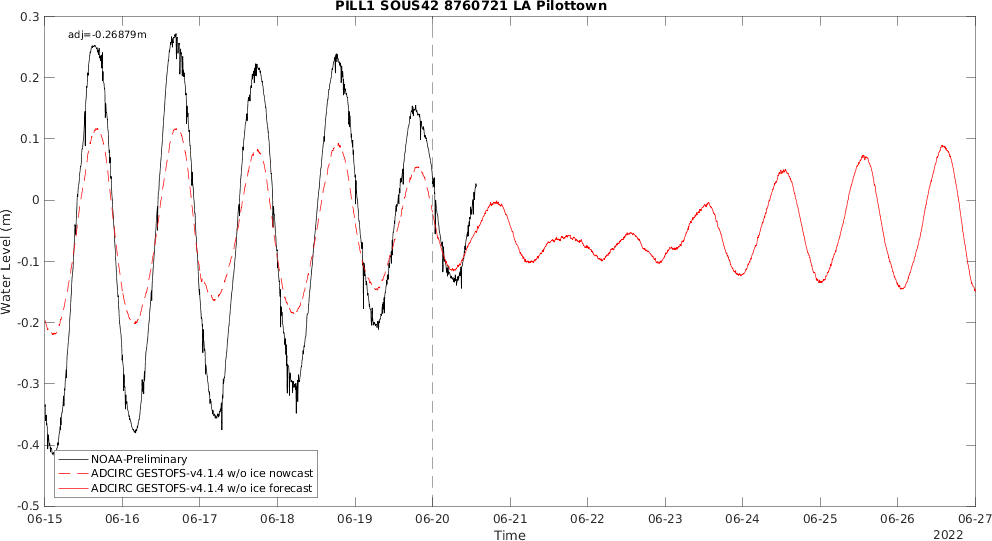 PILL1 SOUS42 8760721 LA Pilottown
adj=-0.26879m
0.3
0.2
0.1
0
-0.1
-0.2
-0.3
-0.4
-0.5
Water Level (m)
NOAA-Preliminary
ADCIRC GESTOFS-v4.1.4 w/o ice nowcast
ADCIRC GESTOFS-v4.1.4 w/o ice forecast
06-15 06-16 06-17 06-18 06-19 06-20 06-21 06-22 06-23 06-24 06-25 06-26 06-27
Time
2022